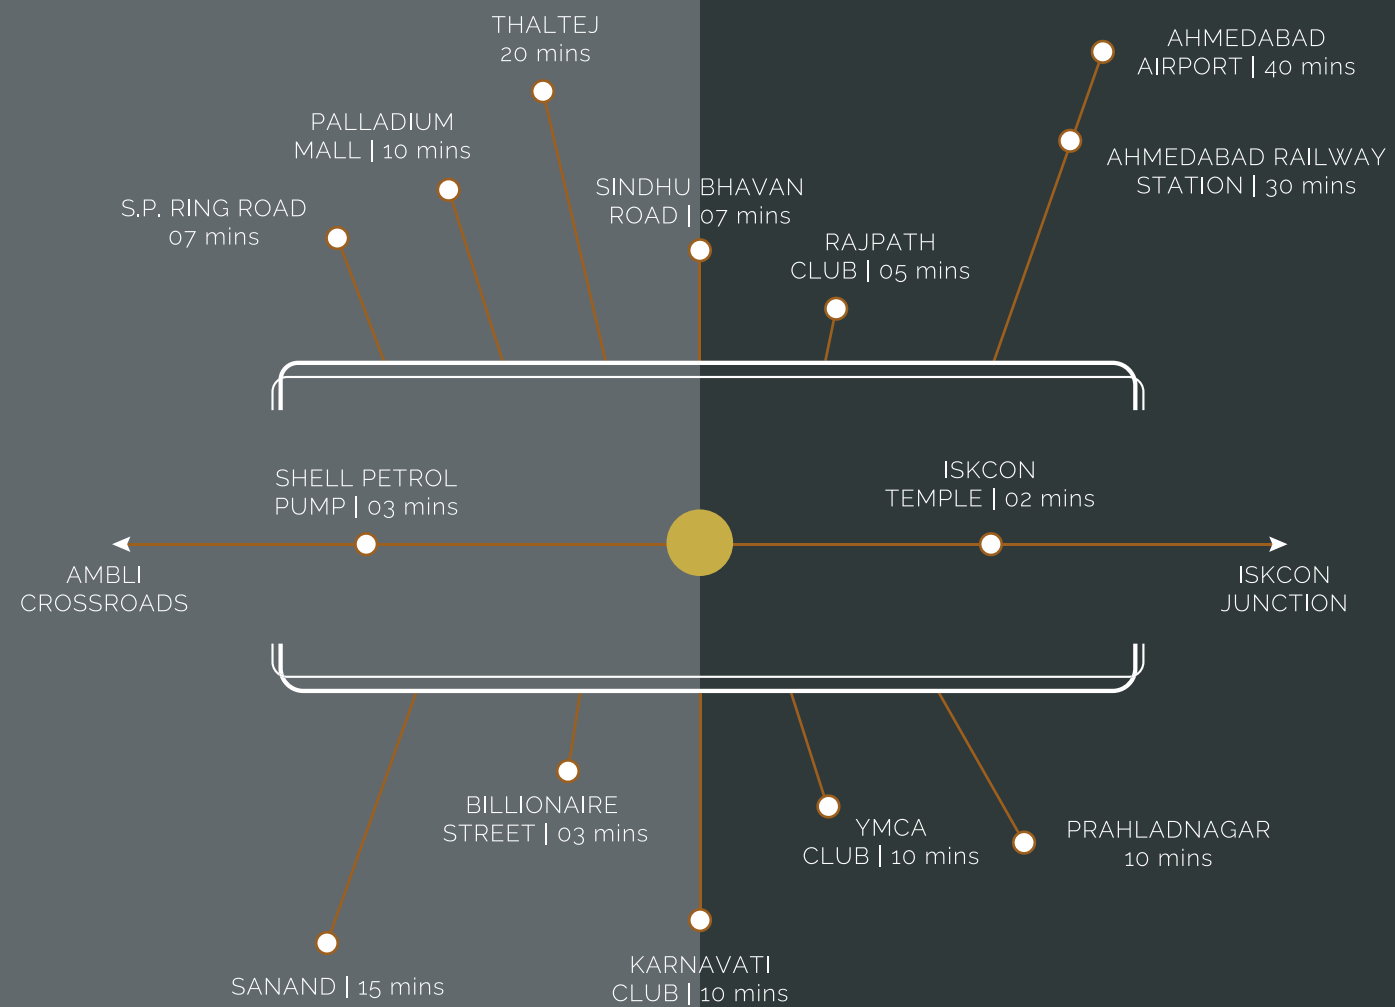 THALTEJ
20 mins
AHMEDABAD
AIRPORT | 40 mins
PALLADIUM
MALL | 10 mins
AHMEDABAD RAILWAY
STATION | 30 mins
SINDHU BHAVAN
ROAD | 07 mins
S.P. RING ROAD
07 mins
RAJPATH
CLUB | 05 mins
SHELL PETROL
PUMP | 03 mins
ISKCON
TEMPLE | 02 mins
AMBLI
CROSSROADS
ISKCON
JUNCTION
BILLIONAIRE
STREET | 03 mins
YMCA
CLUB | 10 mins
PRAHLADNAGAR
10 mins
SANAND | 15 mins
KARNAVATI
CLUB | 10 mins